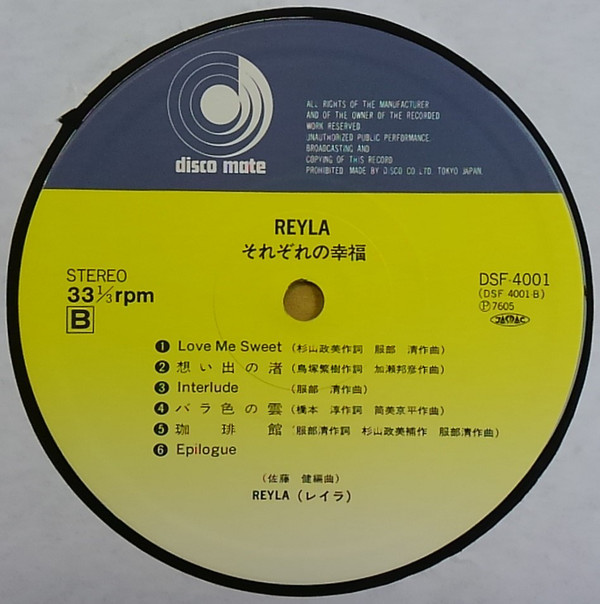 disco mate
ALL RIGHTS OF THE MANUFACTURER
AND OF THE OWNER OF THE RECORDED
WORK RESERVED
UNAUTHORIZED PUBLIC PERFORMANCE.
BROADCASTING AND
COPYING OF THIS RECORD
PROHIBITED MADE BY DISCO CO. LTD. TOKYO JAPAN
REYLA
それぞれの幸福
STEREO
33 1/3 rpm
B
DSF-4001
(DSF 4001-B)
Ⓟ7605
JASRAC
❶ Love Me Sweet (杉山政美作詞 服部 清作曲)
❷ 想い出の渚 (鳥塚繁樹作詞 加瀬邦彦作曲)
❸ Interlude (服部 清作曲)
❹ バラ色の雲 (橋本 淳作詞 筒美京平作曲)
❺ 珈琲館 (服部清作詞 杉山政美補作 服部清作曲)
❻ Epilogue
(佐藤 健編曲)
REYLA (レイラ)